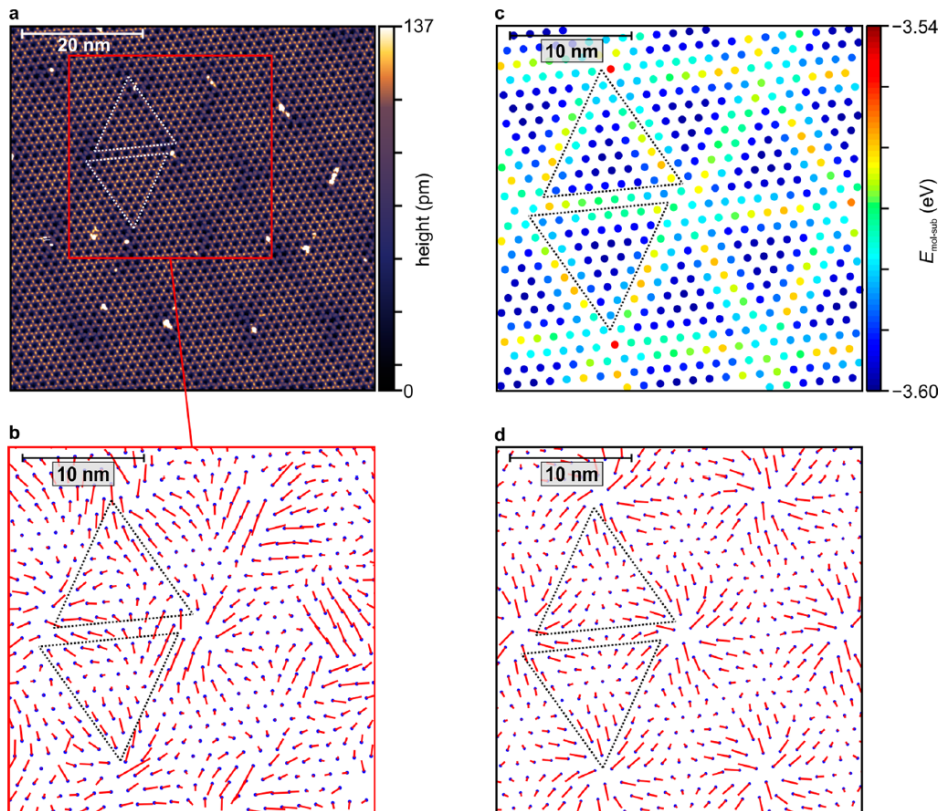 a
137
20 nm
height (pm)
0
c
−3.54
10 nm
E_mol-sub (eV)
−3.60
b
10 nm
d
10 nm